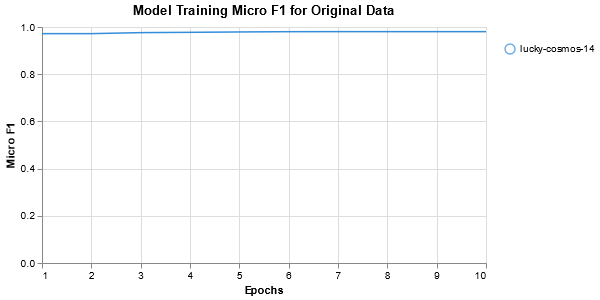 Model Training Micro F1 for Original Data
1.0
0.8
0.6
0.4
0.2
0.0
Micro F1
1 2 3 4 5 6 7 8 9 10
Epochs
lucky-cosmos-14